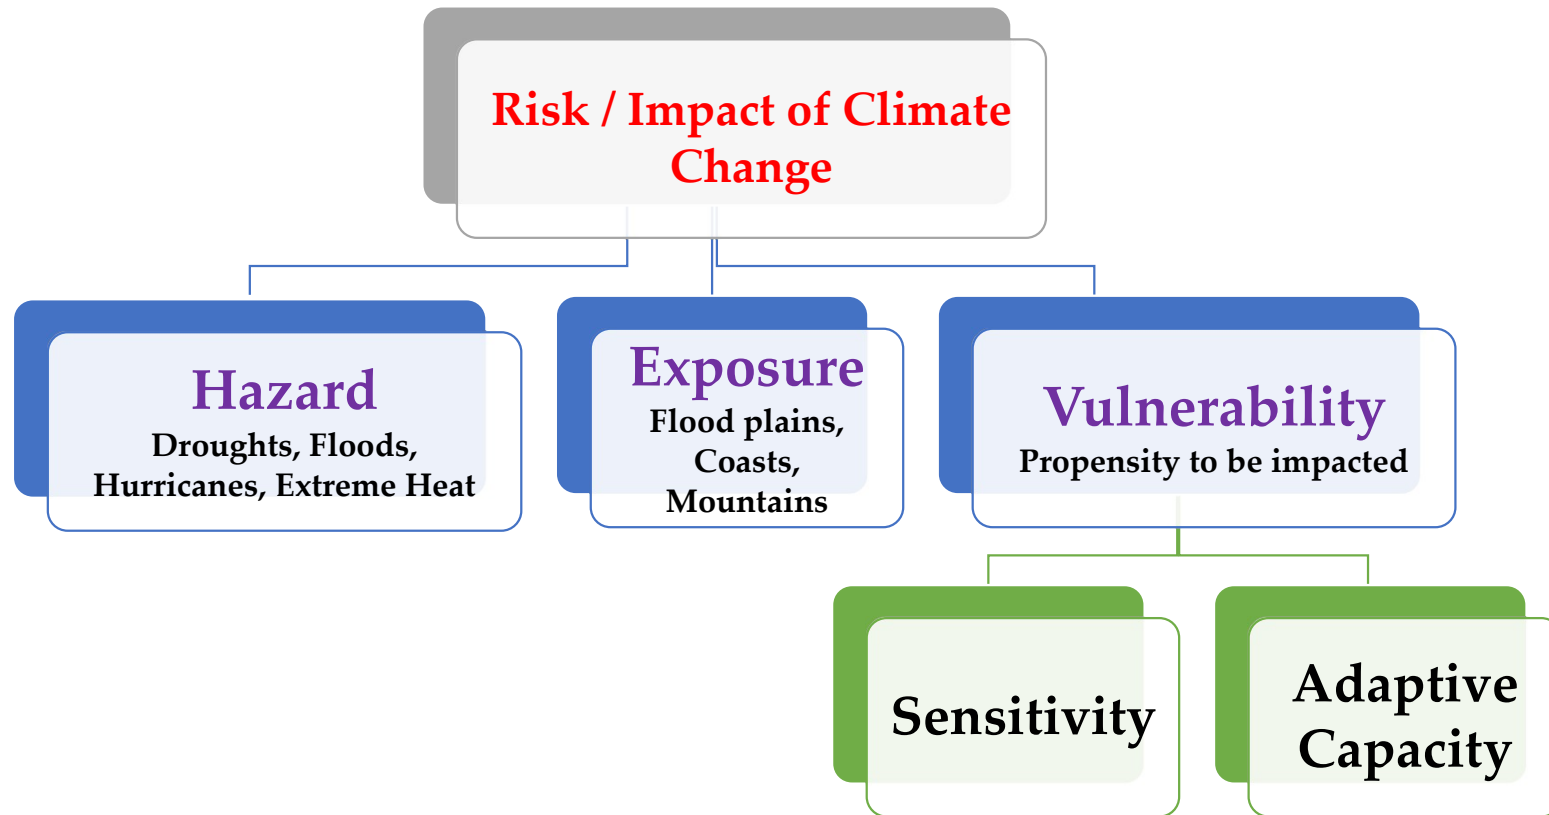 Risk / Impact of Climate
Change
Hazard
Droughts, Floods,
Hurricanes, Extreme Heat
Exposure
Flood plains,
Coasts,
Mountains
Vulnerability
Propensity to be impacted
Sensitivity
Adaptive
Capacity